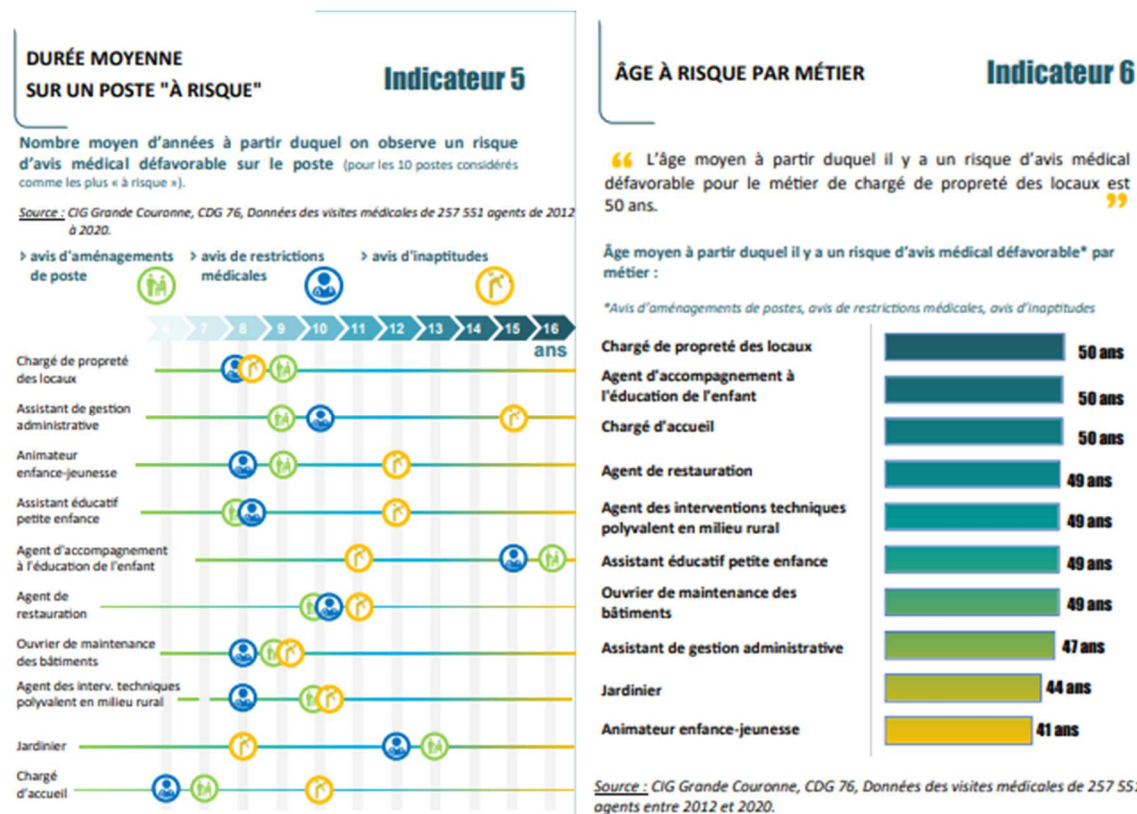 DURÉE MOYENNE
SUR UN POSTE "À RISQUE"
Indicateur 5
Nombre moyen d'années à partir duquel on observe un risque
d'avis médical défavorable sur le poste (pour les 10 postes considérés
comme les plus « à risque »).
Source : CIG Grande Couronne, CDG 76, Données des visites médicales de 257 551 agents de 2012
à 2020.
› avis d'aménagements
de poste
› avis de restrictions
médicales
› avis d'inaptitudes
6 7 8 9 10 11 12 13 14 15 16
ans
Chargé de propreté
des locaux
Assistant de gestion
administrative
Animateur
enfance-jeunesse
Assistant éducatif
petite enfance
Agent d'accompagnement
à l'éducation de l'enfant
Agent de
restauration
Ouvrier de maintenance
des bâtiments
Agent des interv. techniques
polyvalent en milieu rural
Jardinier
Chargé
d'accueil
ÂGE À RISQUE PAR MÉTIER
Indicateur 6
“ L'âge moyen à partir duquel il y a un risque d'avis médical
défavorable pour le métier de chargé de propreté des locaux est
50 ans. ”
Âge moyen à partir duquel il y a un risque d'avis médical défavorable* par
métier :
*Avis d'aménagements de postes, avis de restrictions médicales, avis d'inaptitudes
Chargé de propreté des locaux 50 ans
Agent d'accompagnement à
l'éducation de l'enfant 50 ans
Chargé d'accueil 50 ans
Agent de restauration 49 ans
Agent des interventions techniques
polyvalent en milieu rural 49 ans
Assistant éducatif petite enfance 49 ans
Ouvrier de maintenance des
bâtiments 49 ans
Assistant de gestion administrative 47 ans
Jardinier 44 ans
Animateur enfance-jeunesse 41 ans
Source : CIG Grande Couronne, CDG 76, Données des visites médicales de 257 551
agents entre 2012 et 2020.